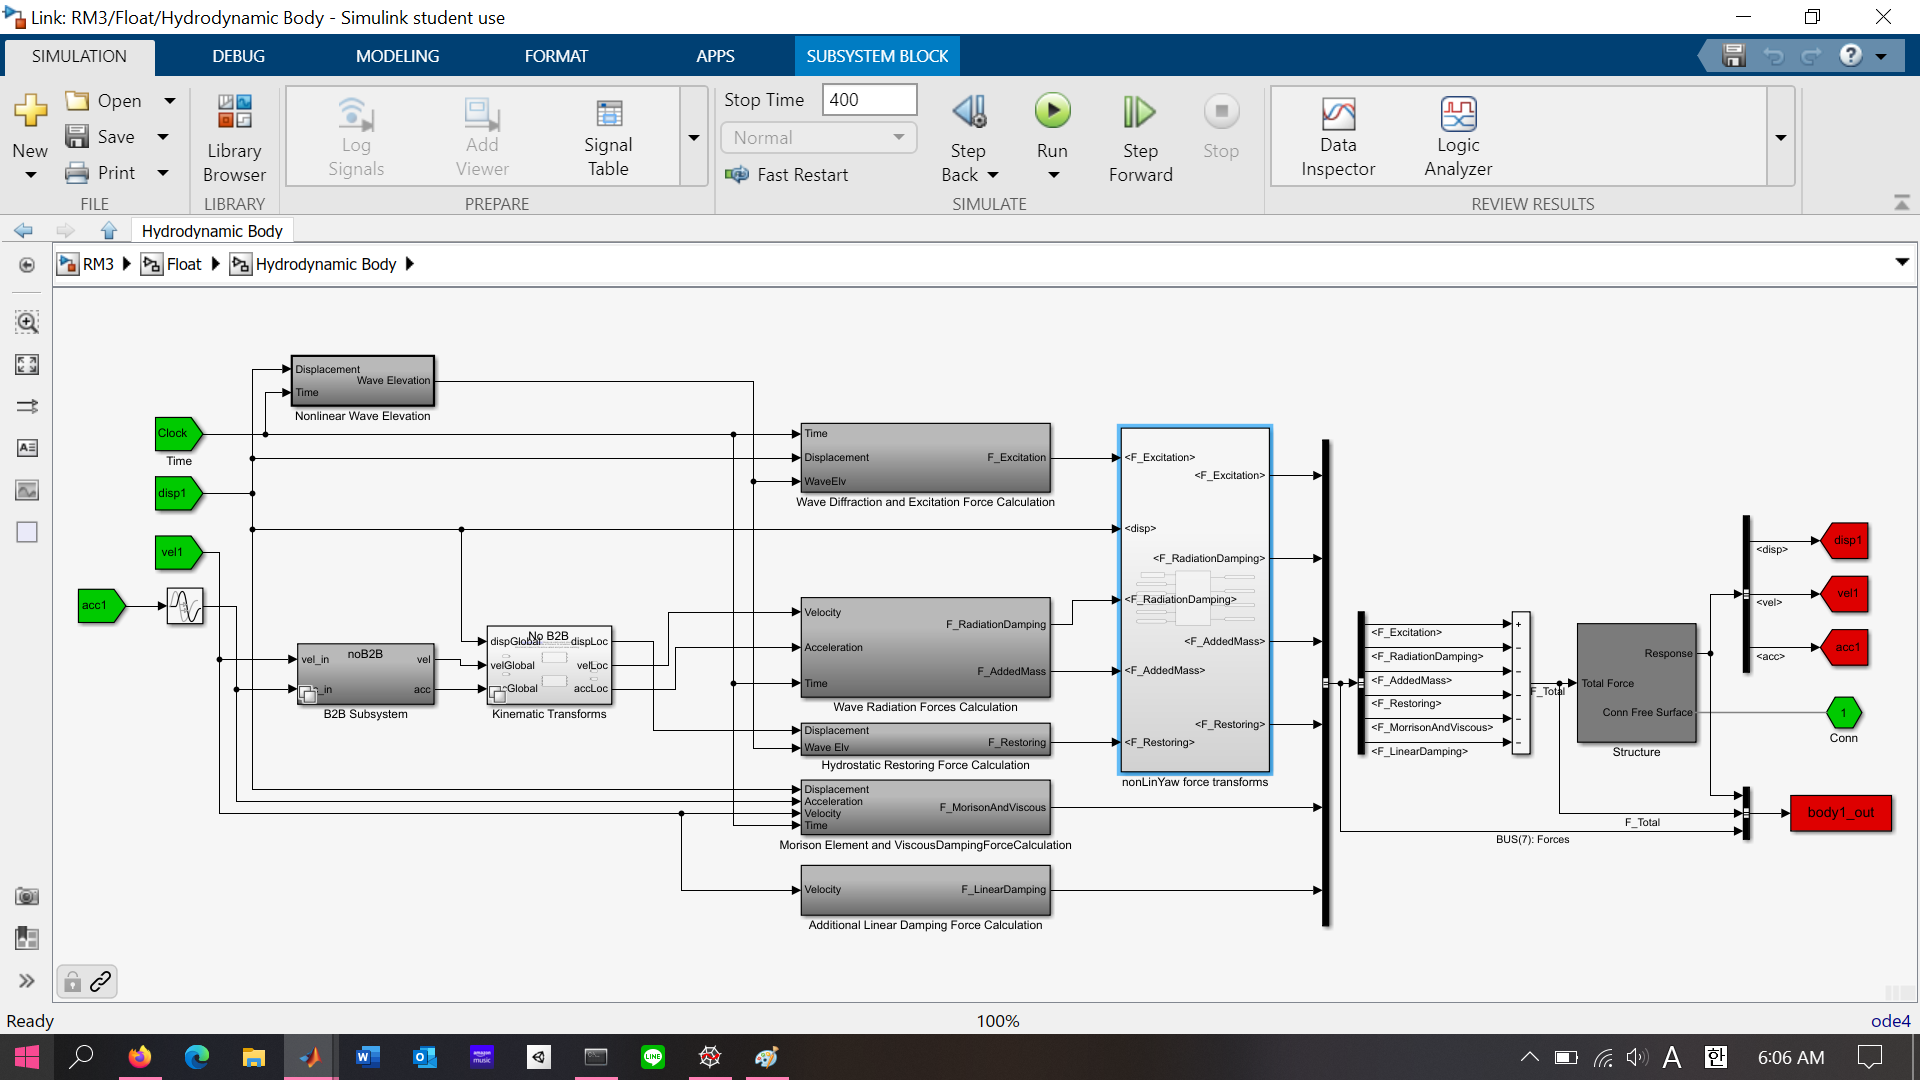 Link: RM3/Float/Hydrodynamic Body - Simulink student use
SIMULATION
DEBUG
MODELING
FORMAT
APPS
SUBSYSTEM BLOCK
New
Open
Save
Print
FILE
Library
Browser
LIBRARY
Log
Signals
Add
Viewer
Signal
Table
PREPARE
Stop Time 400
Normal
Fast Restart
Step
Back
Run
Step
Forward
Stop
SIMULATE
Data
Inspector
Logic
Analyzer
REVIEW RESULTS
Hydrodynamic Body
RM3
Float
Hydrodynamic Body
Displacement
Wave Elevation
Time
Nonlinear Wave Elevation
Clock
Time
disp1
vel1
acc1
vel_in
noB2B
vel
_in
acc
B2B Subsystem
No B2B
dispGlobal
dispLoc
velGlobal
velLoc
Global
accLoc
Kinematic Transforms
Time
Displacement
F_Excitation
WaveElv
Wave Diffraction and Excitation Force Calculation
Velocity
F_RadiationDamping
Acceleration
F_AddedMass
Time
Wave Radiation Forces Calculation
Displacement
F_Restoring
Wave Elv
Hydrostatic Restoring Force Calculation
Displacement
Acceleration
F_MorisonAndViscous
Velocity
Time
Morison Element and ViscousDampingForceCalculation
Velocity
F_LinearDamping
Additional Linear Damping Force Calculation
<F_Excitation>
<F_Excitation>
<disp>
<F_RadiationDamping>
<F_RadiationDamping>
<F_AddedMass>
<F_AddedMass>
<F_Restoring>
<F_Restoring>
nonLinYaw force transforms
<F_Excitation>
<F_RadiationDamping>
<F_AddedMass>
<F_Restoring>
<F_MorrisonAndViscous>
<F_LinearDamping>
F_Total
Response
Total Force
Conn Free Surface
Structure
<disp>
<vel>
<acc>
disp1
vel1
acc1
1
Conn
F_Total
BUS(7): Forces
body1_out
Ready
100%
ode4
A
한
6:06 AM